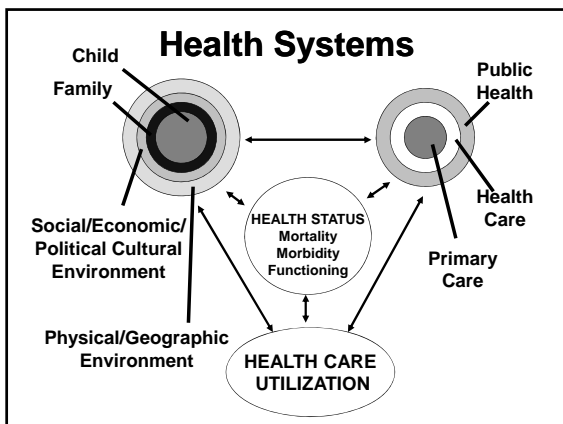 Health Systems
Child
Family
Public
Health
Social/Economic/
Political Cultural
Environment
HEALTH STATUS
Mortality
Morbidity
Functioning
Health
Care
Primary
Care
Physical/Geographic
Environment
HEALTH CARE
UTILIZATION